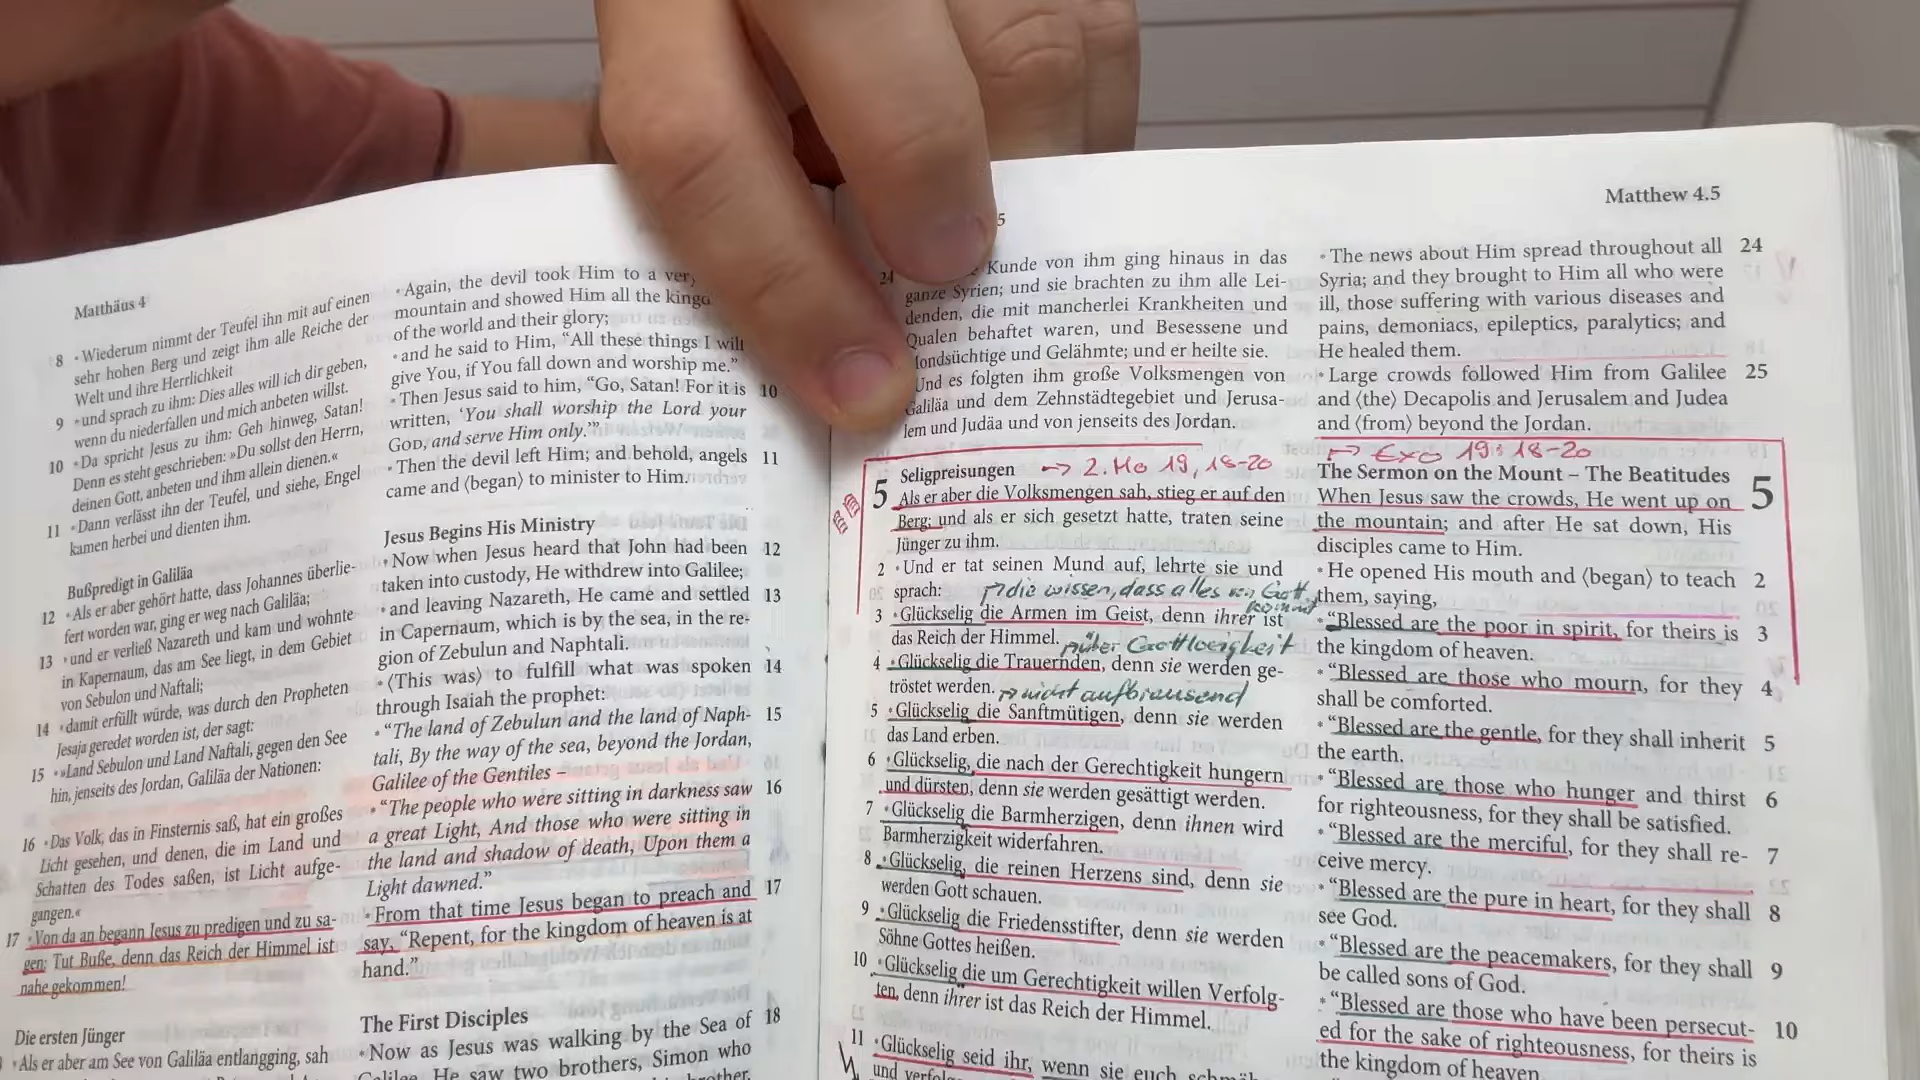 Matthäus 4
8 • Wiederum nimmt der Teufel ihn mit auf einen
sehr hohen Berg und zeigt ihm alle Reiche der
Welt und ihre Herrlichkeit
9 • und sprach zu ihm: Dies alles will ich dir geben,
wenn du niederfallen und mich anbeten willst.
10 • Da spricht Jesus zu ihm: Geh hinweg, Satan!
Denn es steht geschrieben: »Du sollst den Herrn,
deinen Gott, anbeten und ihm allein dienen.«
11 • Dann verlässt ihn der Teufel, und siehe, Engel
kamen herbei und dienten ihm.
Bußpredigt in Galiläa
12 • Als er aber gehört hatte, dass Johannes überlie-
fert worden war, ging er weg nach Galiläa;
13 • und er verließ Nazareth und kam und wohnte
in Kapernaum, das am See liegt, in dem Gebiet
von Sebulon und Naftali;
14 • damit erfüllt würde, was durch den Propheten
Jesaja geredet worden ist, der sagt:
15 • »Land Sebulon und Land Naftali, gegen den See
hin, jenseits des Jordan, Galiläa der Nationen:
16 • Das Volk, das in Finsternis saß, hat ein großes
Licht gesehen, und denen, die im Land und
Schatten des Todes saßen, ist Licht aufge-
gangen.«
17 • Von da an begann Jesus zu predigen und zu sa-
gen: Tut Buße, denn das Reich der Himmel ist
nahe gekommen!
Die ersten Jünger
• Als er aber am See von Galiläa entlangging, sah
• Again, the devil took Him to a very
mountain and showed Him all the
of the world and their glory;
• and he said to Him, “All these things I will
give You, if You fall down and worship me.”
• Then Jesus said to him, “Go, Satan! For it is 10
written, ‘You shall worship the Lord your
GOD, and serve Him only.’”
• Then the devil left Him; and behold, angels 11
came and ⟨began⟩ to minister to Him.
Jesus Begins His Ministry
• Now when Jesus heard that John had been 12
taken into custody, He withdrew into Galilee;
• and leaving Nazareth, He came and settled 13
in Capernaum, which is by the sea, in the re-
gion of Zebulun and Naphtali.
• ⟨This was⟩ to fulfill what was spoken 14
through Isaiah the prophet:
• “The land of Zebulun and the land of Naph- 15
tali, By the way of the sea, beyond the Jordan,
Galilee of the Gentiles –
• “The people who were sitting in darkness saw 16
a great Light, And those who were sitting in
the land and shadow of death, Upon them a
Light dawned.”
• From that time Jesus began to preach and 17
say, “Repent, for the kingdom of heaven is at
hand.”
The First Disciples
• Now as Jesus was walking by the Sea of 18
Galilee, He saw two brothers, Simon who
brother,
5
24 Kunde von ihm ging hinaus in das
ganze Syrien; und sie brachten zu ihm alle Lei-
denden, die mit mancherlei Krankheiten und
Qualen behaftet waren, und Besessene und
Mondsüchtige und Gelähmte; und er heilte sie.
Und es folgten ihm große Volksmengen von
Galiläa und dem Zehnstädtegebiet und Jerusa-
lem und Judäa und von jenseits des Jordan.
Seligpreisungen → 2. Mo 19, 18-20
5 Als er aber die Volksmengen sah, stieg er auf den
Berg; und als er sich gesetzt hatte, traten seine
Jünger zu ihm.
2 • Und er tat seinen Mund auf, lehrte sie und
sprach: → die wissen, dass alles von Gott
kommt
3 • Glückselig die Armen im Geist, denn ihrer ist
das Reich der Himmel. über Gottlosigkeit
4 • Glückselig die Trauernden, denn sie werden ge-
tröstet werden. → nicht aufbrausend
5 • Glückselig die Sanftmütigen, denn sie werden
das Land erben.
6 • Glückselig, die nach der Gerechtigkeit hungern
und dürsten, denn sie werden gesättigt werden.
7 • Glückselig die Barmherzigen, denn ihnen wird
Barmherzigkeit widerfahren.
8 • Glückselig, die reinen Herzens sind, denn sie
werden Gott schauen.
9 • Glückselig die Friedensstifter, denn sie werden
Söhne Gottes heißen.
10 • Glückselig die um Gerechtigkeit willen Verfolg-
ten, denn ihrer ist das Reich der Himmel.
11 • Glückselig seid ihr, wenn sie euch
und
Matthew 4.5
• The news about Him spread throughout all 24
Syria; and they brought to Him all who were
ill, those suffering with various diseases and
pains, demoniacs, epileptics, paralytics; and
He healed them.
• Large crowds followed Him from Galilee 25
and ⟨the⟩ Decapolis and Jerusalem and Judea
and ⟨from⟩ beyond the Jordan.
→ Exo 19:18-20
The Sermon on the Mount – The Beatitudes
When Jesus saw the crowds, He went up on 5
the mountain; and after He sat down, His
disciples came to Him.
• He opened His mouth and ⟨began⟩ to teach 2
them, saying,
• “Blessed are the poor in spirit, for theirs is 3
the kingdom of heaven.
• “Blessed are those who mourn, for they 4
shall be comforted.
• “Blessed are the gentle, for they shall inherit 5
the earth.
• “Blessed are those who hunger and thirst 6
for righteousness, for they shall be satisfied.
• “Blessed are the merciful, for they shall re- 7
ceive mercy.
• “Blessed are the pure in heart, for they shall 8
see God.
• “Blessed are the peacemakers, for they shall 9
be called sons of God.
• “Blessed are those who have been persecut- 10
ed for the sake of righteousness, for theirs is
the kingdom of heaven.